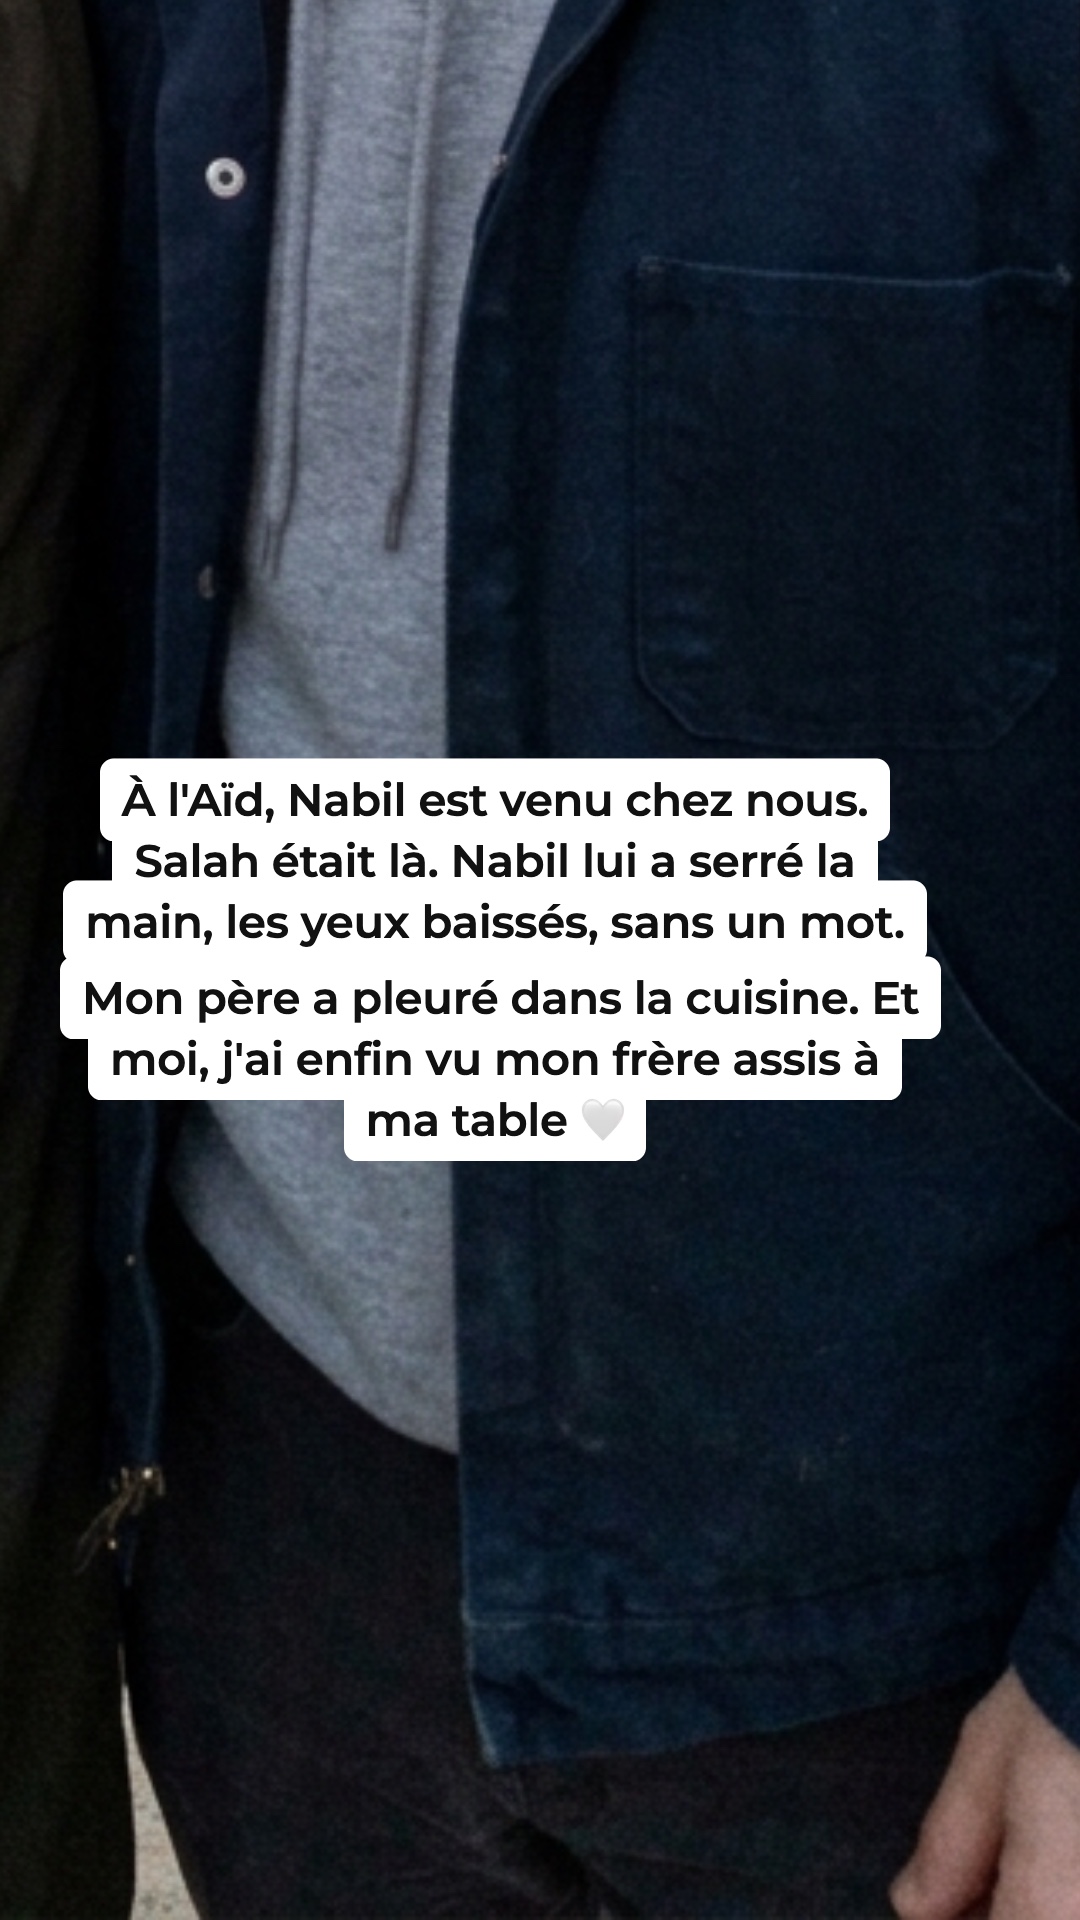 À l'Aïd, Nabil est venu chez nous.
Salah était là. Nabil lui a serré la
main, les yeux baissés, sans un mot.
Mon père a pleuré dans la cuisine. Et
moi, j'ai enfin vu mon frère assis à
ma table 🤍